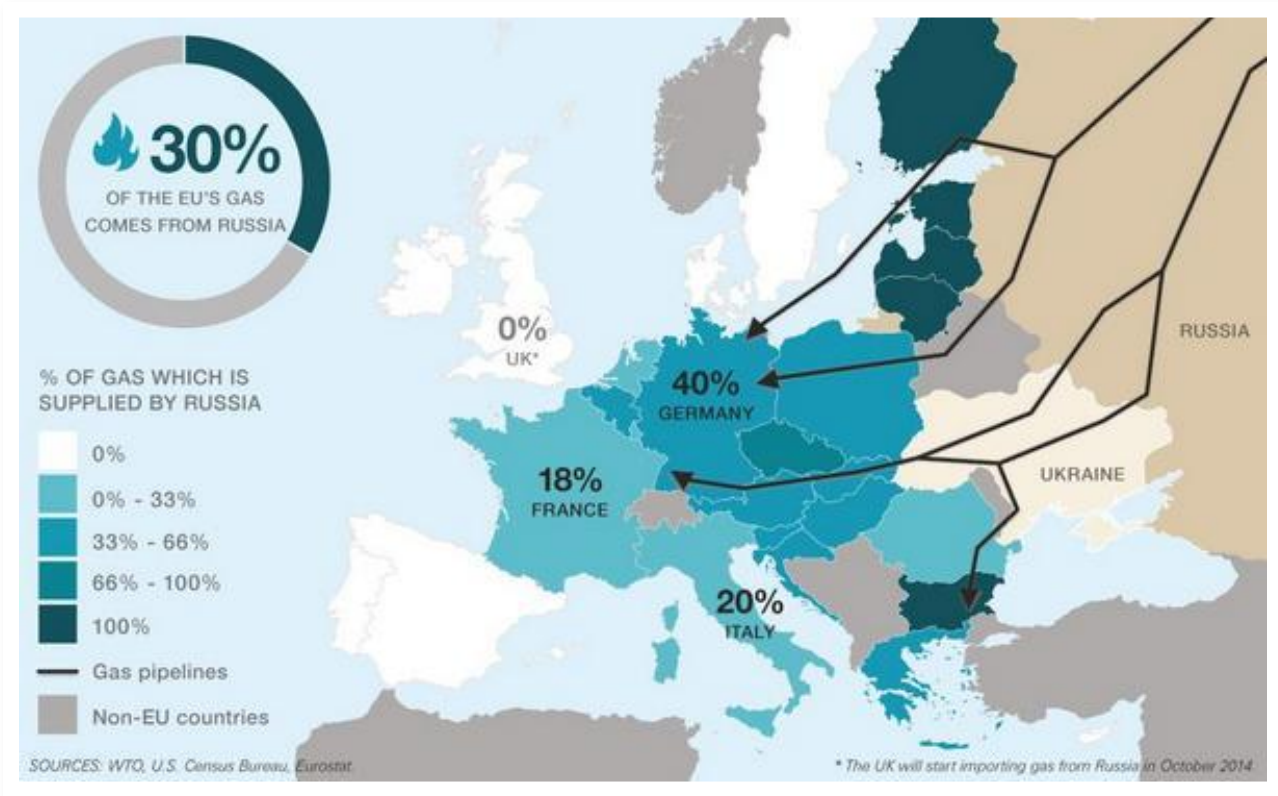 30%
OF THE EU'S GAS
COMES FROM RUSSIA
% OF GAS WHICH IS
SUPPLIED BY RUSSIA
0%
0% - 33%
33% - 66%
66% - 100%
100%
Gas pipelines
Non-EU countries
0%
UK*
40%
GERMANY
18%
FRANCE
20%
ITALY
RUSSIA
UKRAINE
SOURCES: WTO, U.S. Census Bureau, Eurostat.
* The UK will start importing gas from Russia in October 2014